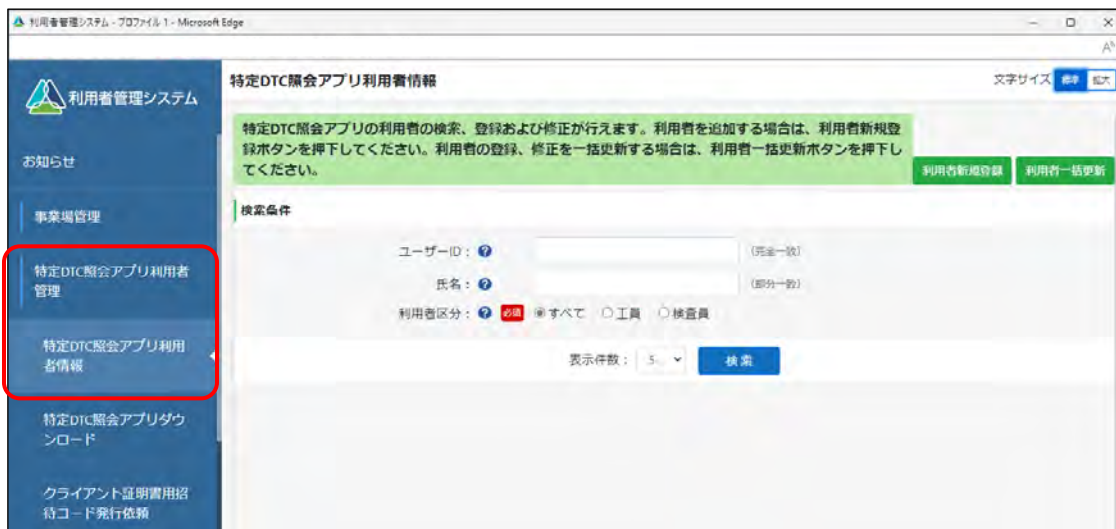 利用者管理システム - プロファイル 1 - Microsoft Edge
利用者管理システム
特定DTC照会アプリ利用者情報
文字サイズ 標準 拡大
特定DTC照会アプリの利用者の検索、登録および修正が行えます。利用者を追加する場合は、利用者新規登
録ボタンを押下してください。利用者の登録、修正を一括更新する場合は、利用者一括更新ボタンを押下し
てください。
利用者新規登録 利用者一括更新
お知らせ
事業場管理
特定DTC照会アプリ利用者
管理
特定DTC照会アプリ利用
者情報
特定DTC照会アプリダウ
ンロード
クライアント証明書用招
待コード発行依頼
検索条件
ユーザーID： (完全一致)
氏名： (部分一致)
利用者区分： 必須 すべて 工員 検査員
表示件数： 検索